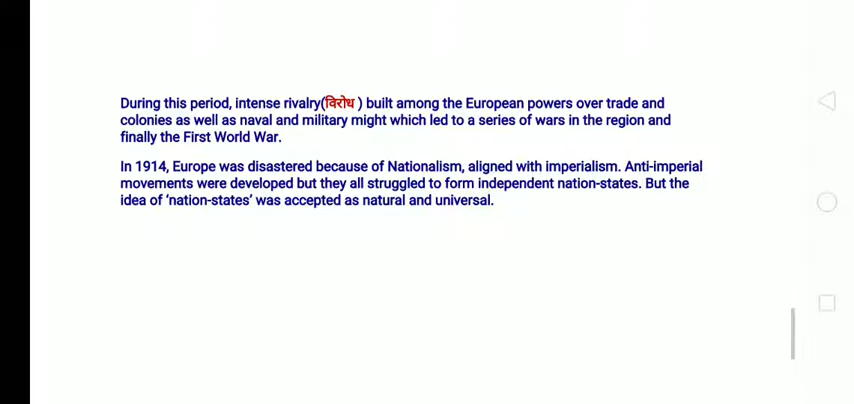 During this period, intense rivalry(विरोध ) built among the European powers over trade and
colonies as well as naval and military might which led to a series of wars in the region and
finally the First World War.
In 1914, Europe was disastered because of Nationalism, aligned with imperialism. Anti-imperial
movements were developed but they all struggled to form independent nation-states. But the
idea of ‘nation-states’ was accepted as natural and universal.